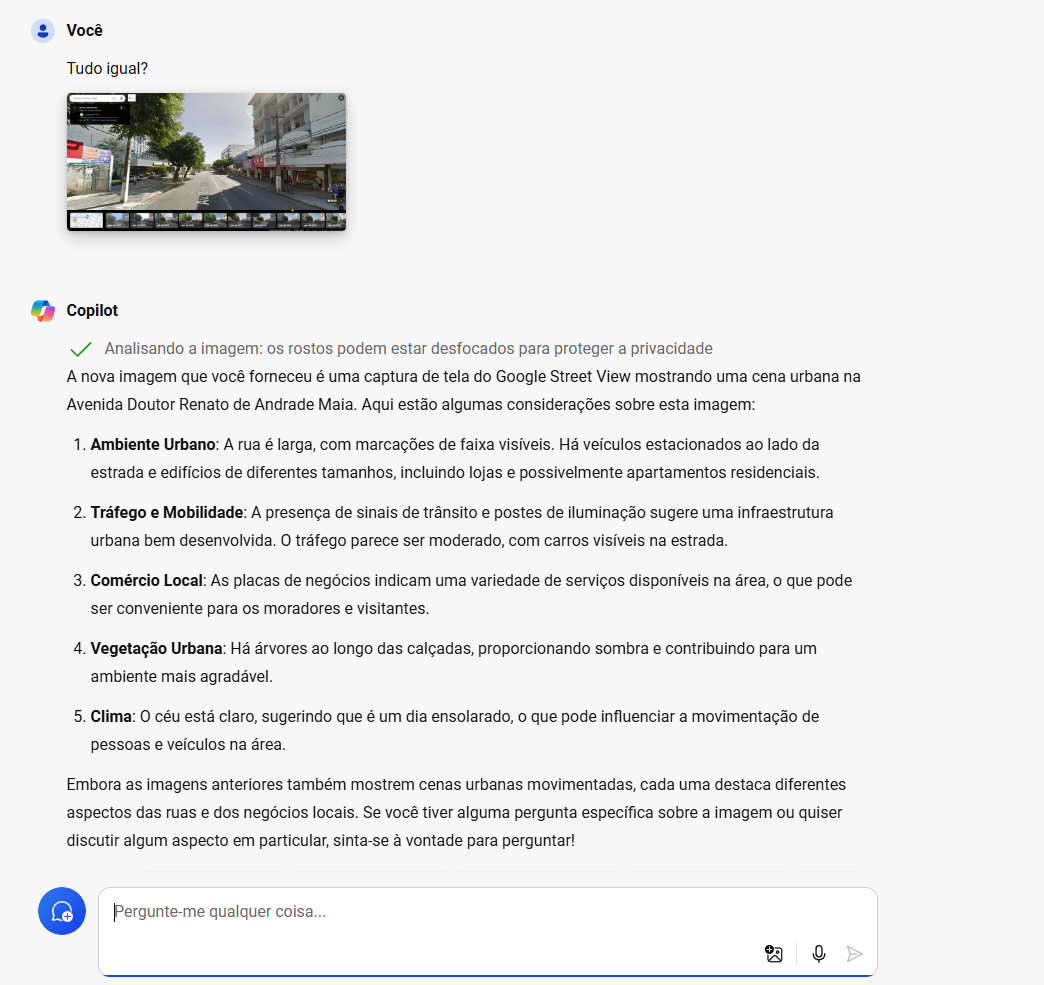 Você
Tudo igual?
Copilot
Analisando a imagem: os rostos podem estar desfocados para proteger a privacidade
A nova imagem que você forneceu é uma captura de tela do Google Street View mostrando uma cena urbana na
Avenida Doutor Renato de Andrade Maia. Aqui estão algumas considerações sobre esta imagem:
1. Ambiente Urbano: A rua é larga, com marcações de faixa visíveis. Há veículos estacionados ao lado da
estrada e edifícios de diferentes tamanhos, incluindo lojas e possivelmente apartamentos residenciais.
2. Tráfego e Mobilidade: A presença de sinais de trânsito e postes de iluminação sugere uma infraestrutura
urbana bem desenvolvida. O tráfego parece ser moderado, com carros visíveis na estrada.
3. Comércio Local: As placas de negócios indicam uma variedade de serviços disponíveis na área, o que pode
ser conveniente para os moradores e visitantes.
4. Vegetação Urbana: Há árvores ao longo das calçadas, proporcionando sombra e contribuindo para um
ambiente mais agradável.
5. Clima: O céu está claro, sugerindo que é um dia ensolarado, o que pode influenciar a movimentação de
pessoas e veículos na área.
Embora as imagens anteriores também mostrem cenas urbanas movimentadas, cada uma destaca diferentes
aspectos das ruas e dos negócios locais. Se você tiver alguma pergunta específica sobre a imagem ou quiser
discutir algum aspecto em particular, sinta-se à vontade para perguntar!
Pergunte-me qualquer coisa...